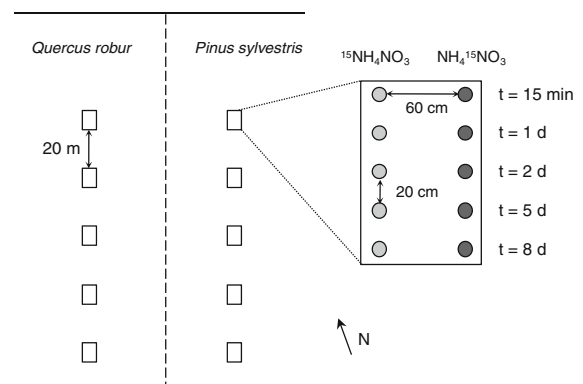 Quercus robur
Pinus sylvestris
¹⁵NH₄NO₃
NH₄¹⁵NO₃
t = 15 min
60 cm
t = 1 d
20 m
t = 2 d
20 cm
t = 5 d
t = 8 d
N